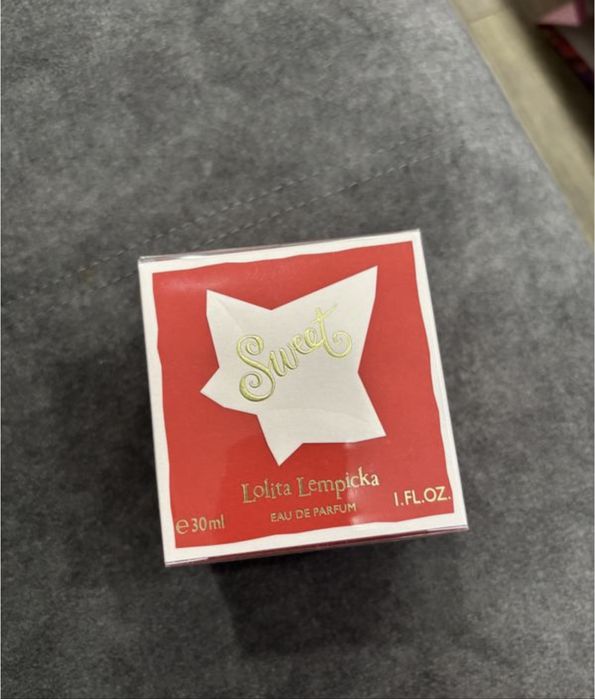 Sweet
Lolita Lempicka
EAU DE PARFUM
℮30ml
1.FL.OZ.